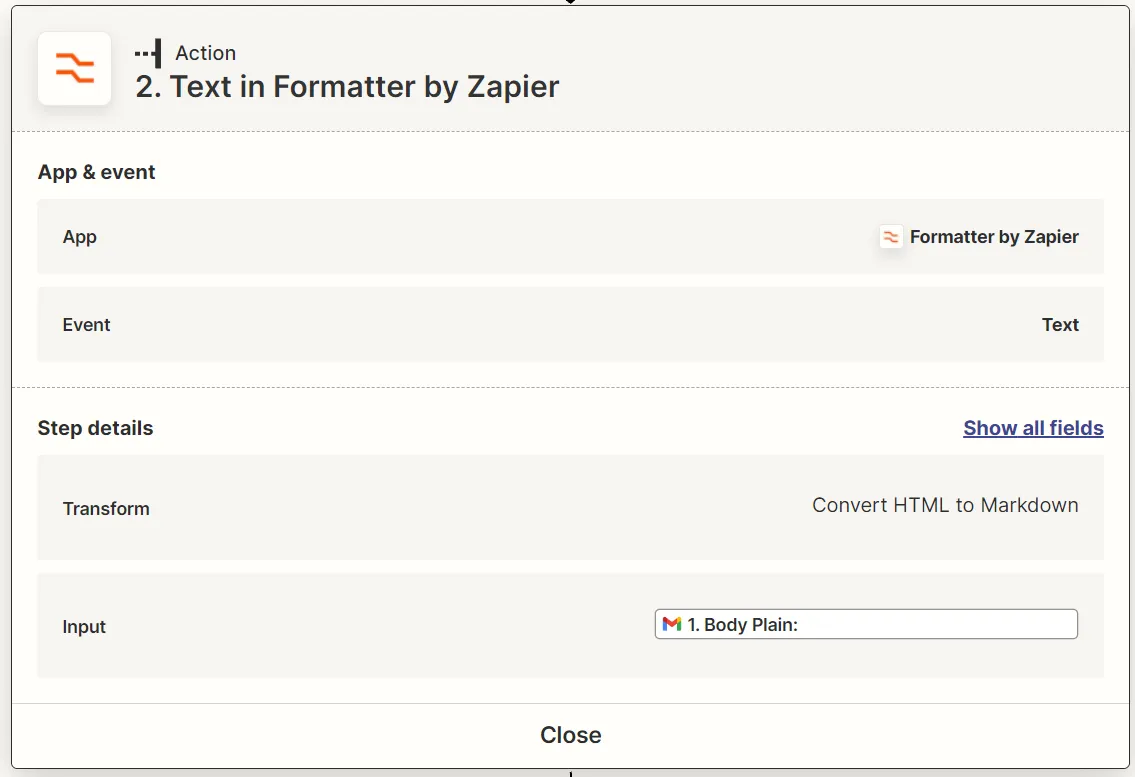 Action
2. Text in Formatter by Zapier
App & event
App Formatter by Zapier
Event Text
Step details Show all fields
Transform Convert HTML to Markdown
Input 1. Body Plain:
Close